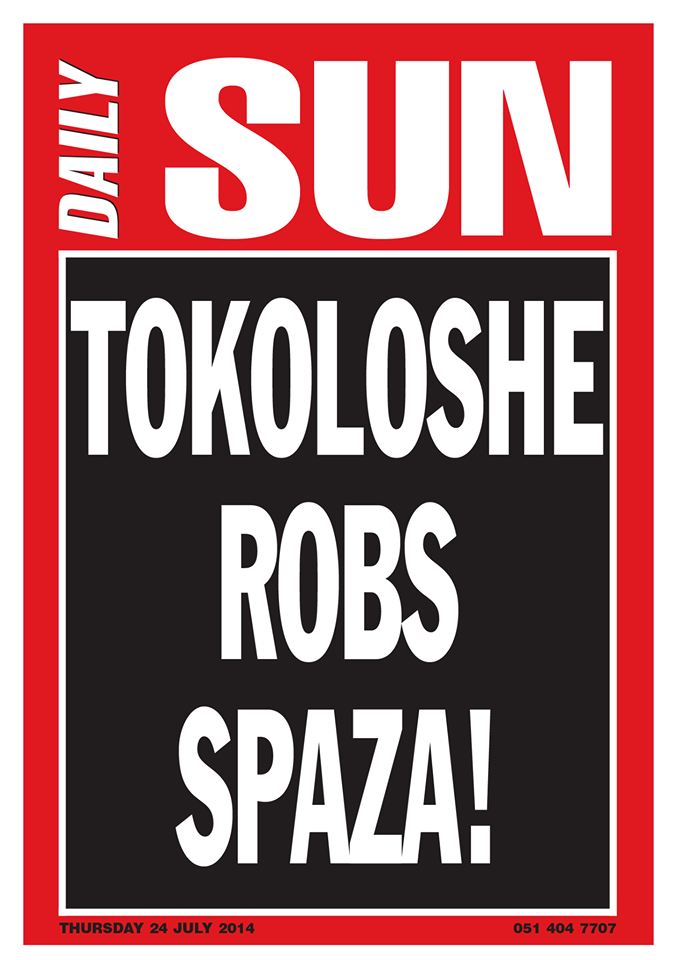 DAILY SUN
TOKOLOSHE
ROBS
SPAZA!
THURSDAY 24 JULY 2014
051 404 7707